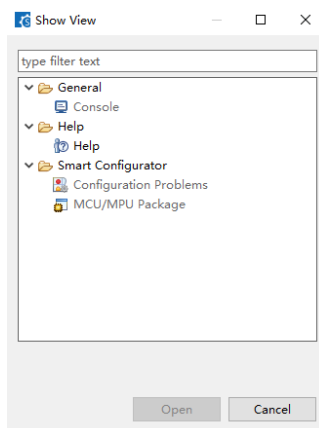 Show View
type filter text
General
Console
Help
Help
Smart Configurator
Configuration Problems
MCU/MPU Package
Open
Cancel